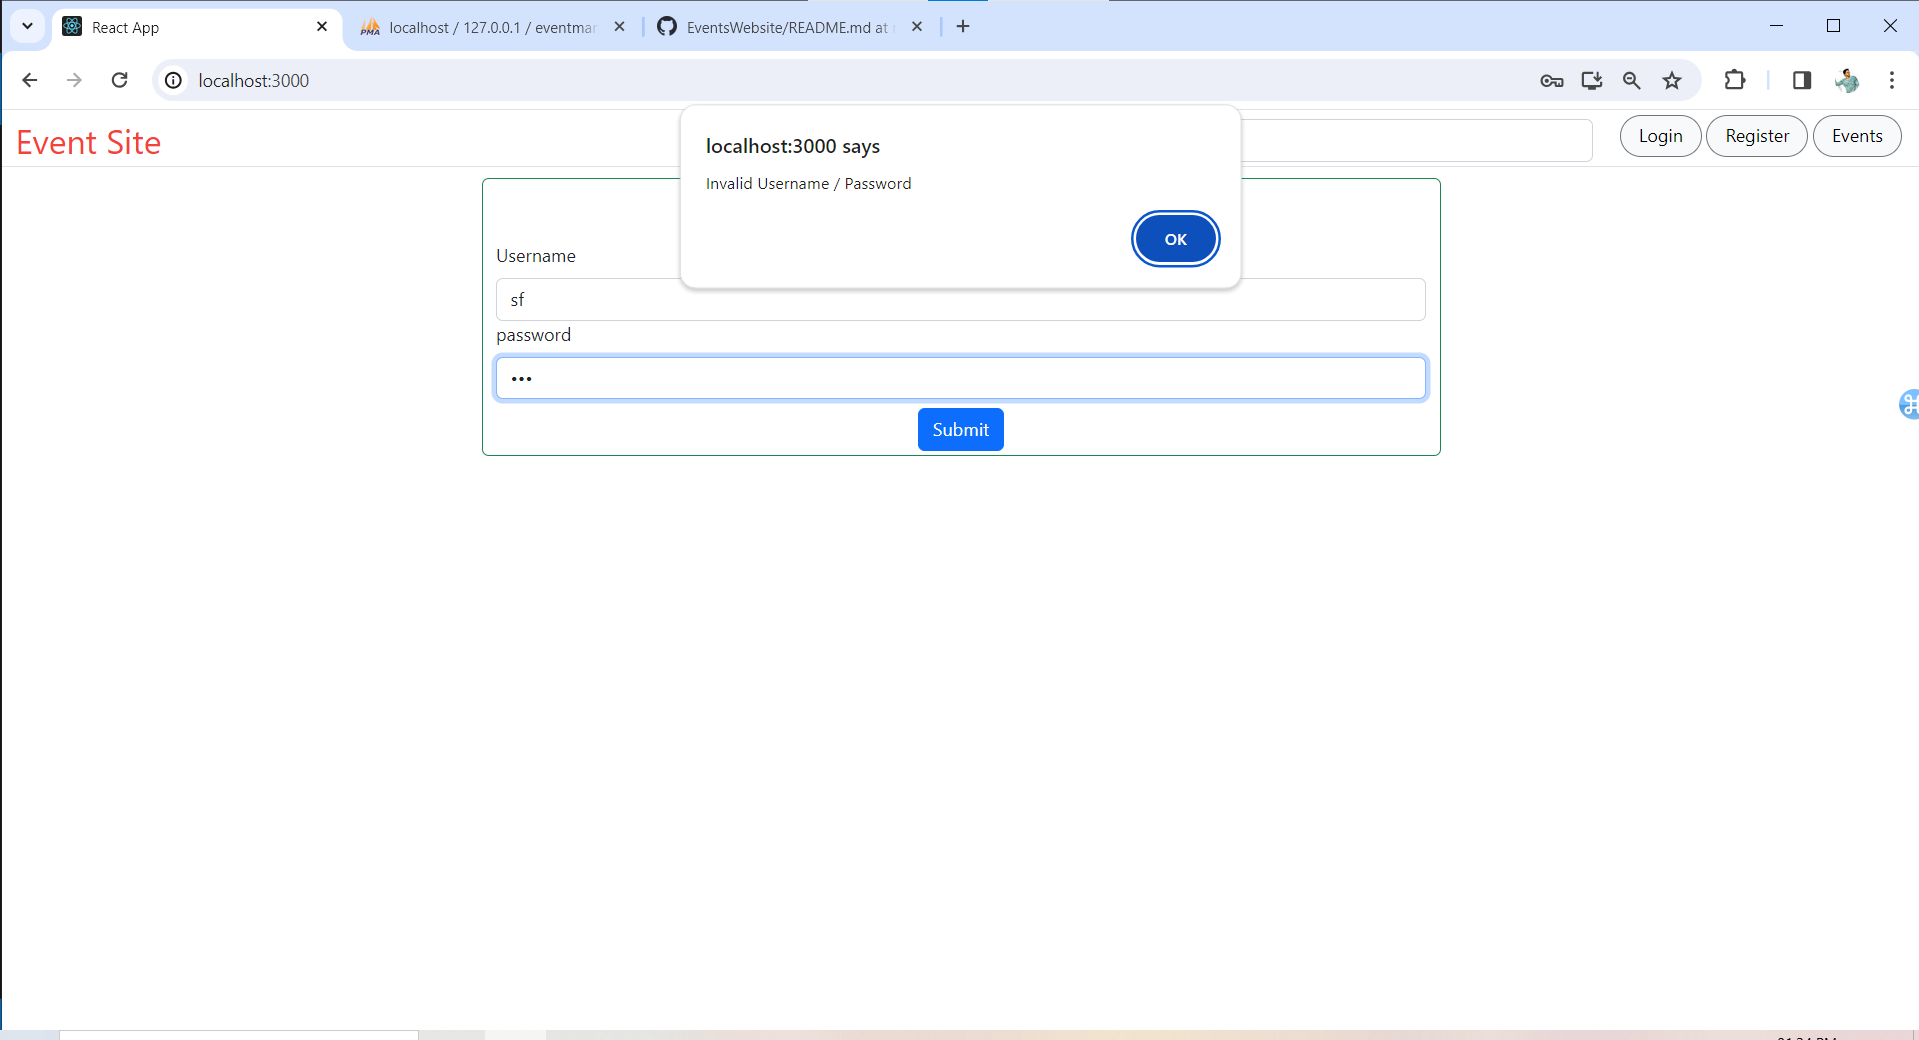 React App
localhost / 127.0.0.1 / eventmar
EventsWebsite/README.md at
localhost:3000
Event Site
Login
Register
Events
localhost:3000 says
Invalid Username / Password
OK
Username
sf
password
•••
Submit